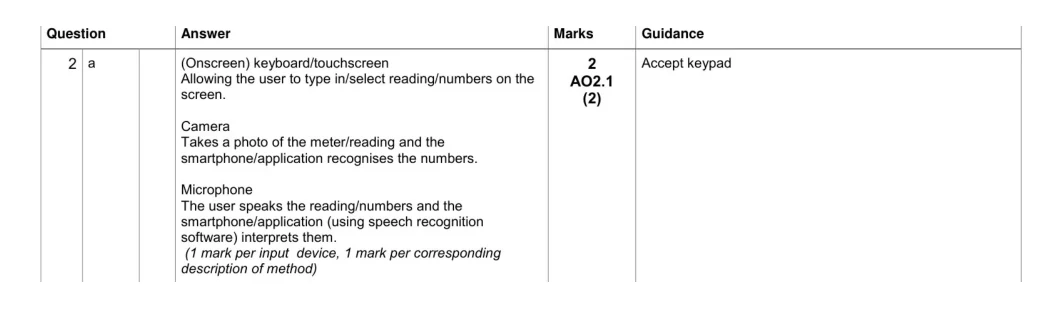 Question Answer Marks Guidance
2 a (Onscreen) keyboard/touchscreen 2 Accept keypad
Allowing the user to type in/select reading/numbers on the AO2.1
screen. (2)
Camera
Takes a photo of the meter/reading and the
smartphone/application recognises the numbers.
Microphone
The user speaks the reading/numbers and the
smartphone/application (using speech recognition
software) interprets them.
(1 mark per input device, 1 mark per corresponding
description of method)